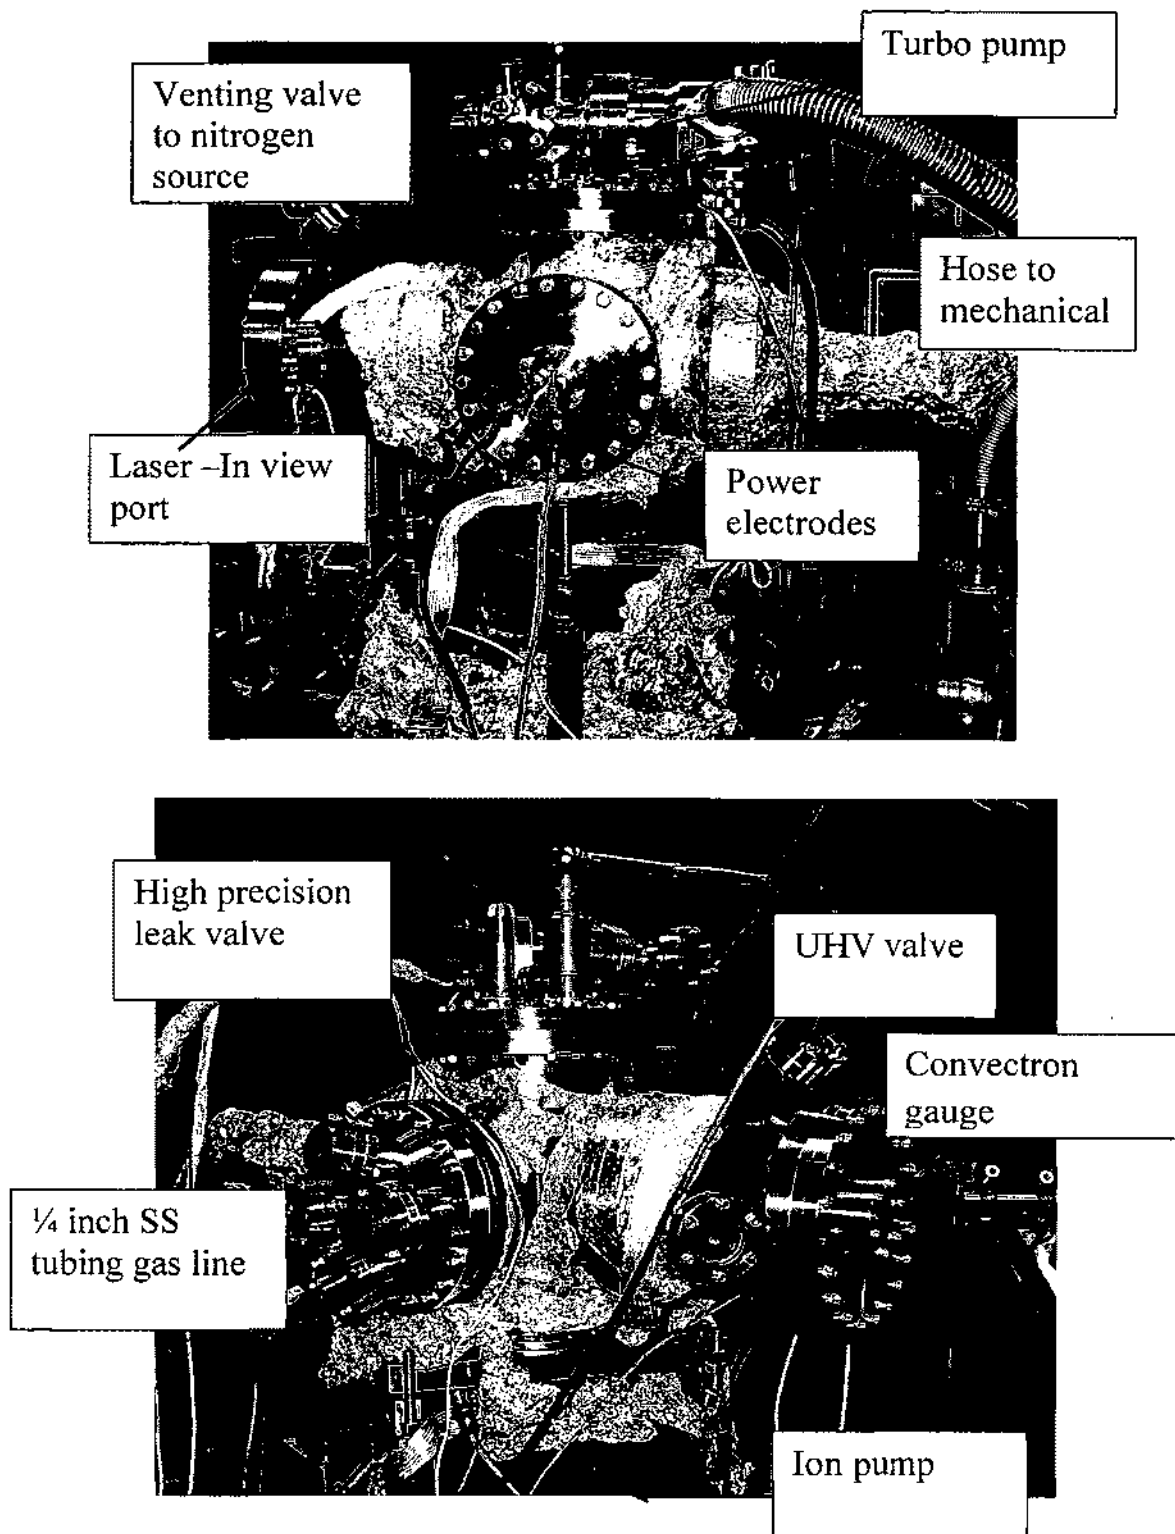 Turbo pump
Venting valve
to nitrogen
source
Hose to
mechanical
Laser –In view
port
Power
electrodes
High precision
leak valve
UHV valve
Convectron
gauge
¼ inch SS
tubing gas line
Ion pump